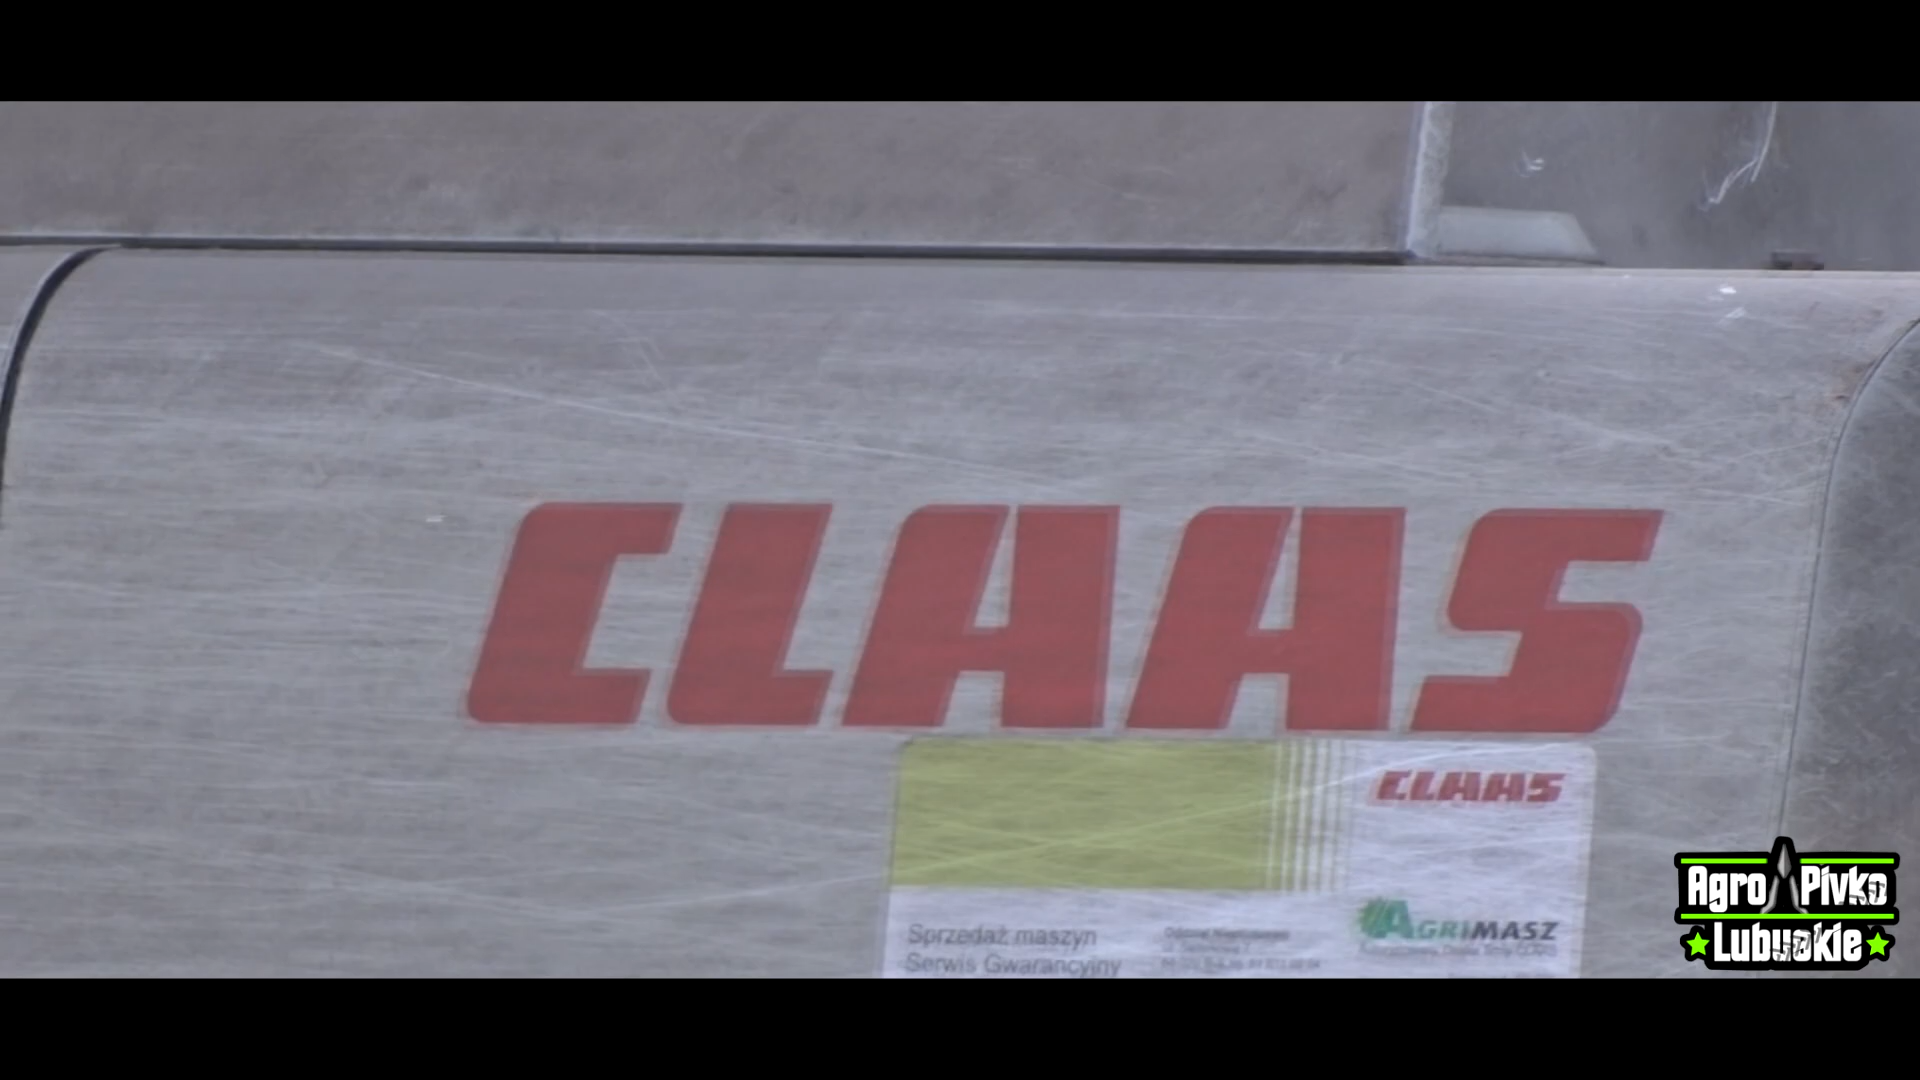 CLAAS
CLAAS
AGRIMASZ
Sprzedaż maszyn
Serwis Gwarancyjny
Agro Pivko
Lubuskie